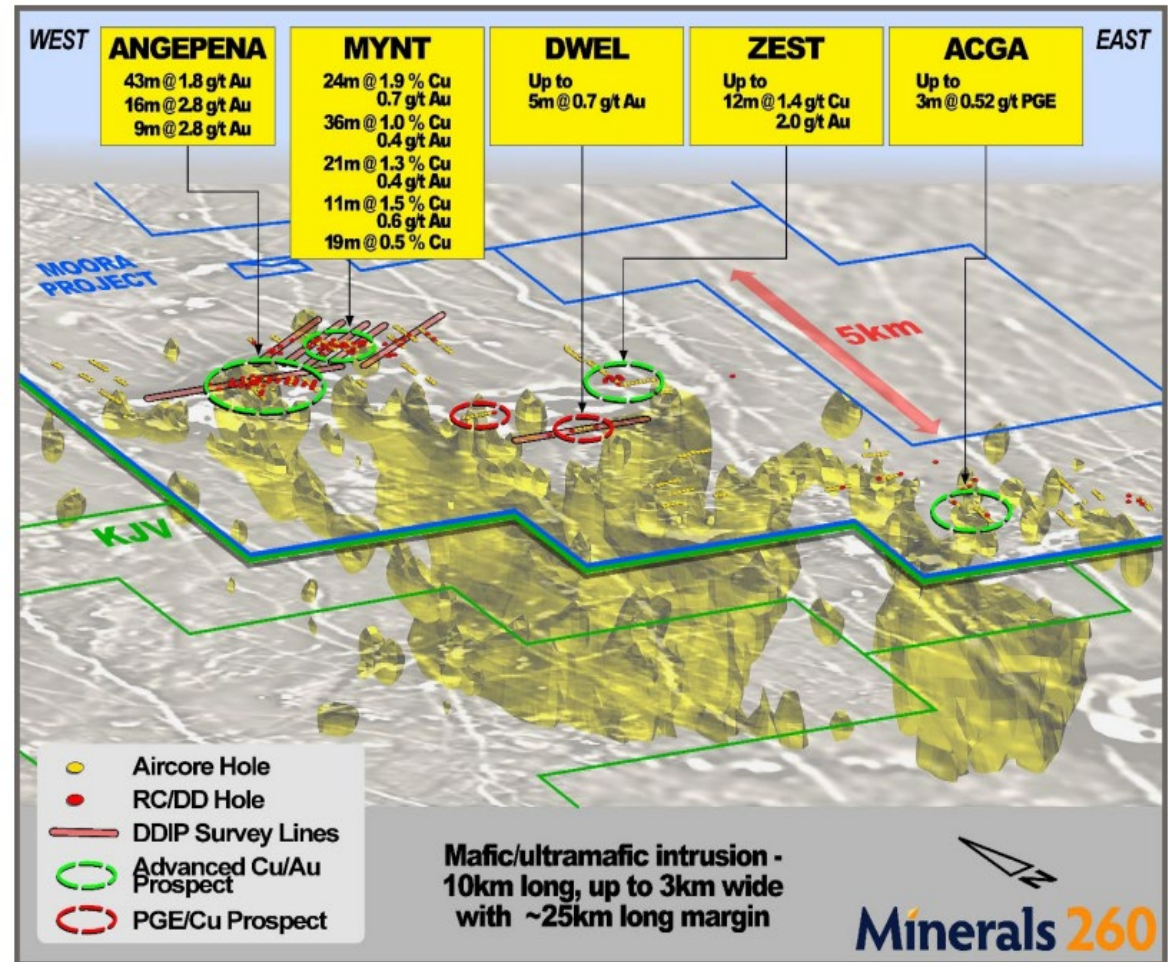 WEST
ANGEPENA
43m @ 1.8 g/t Au
16m @ 2.8 g/t Au
9m @ 2.8 g/t Au
MYNT
24m @ 1.9 % Cu
0.7 g/t Au
36m @ 1.0 % Cu
0.4 g/t Au
21m @ 1.3 % Cu
0.4 g/t Au
11m @ 1.5 % Cu
0.6 g/t Au
19m @ 0.5 % Cu
DWEL
Up to
5m @ 0.7 g/t Au
ZEST
Up to
12m @ 1.4 g/t Cu
2.0 g/t Au
ACGA
Up to
3m @ 0.52 g/t PGE
EAST
MOORA
PROJECT
5km
KJV
Aircore Hole
RC/DD Hole
DDIP Survey Lines
Advanced Cu/Au
Prospect
PGE/Cu Prospect
Mafic/ultramafic intrusion -
10km long, up to 3km wide
with ~25km long margin
N
Minerals 260